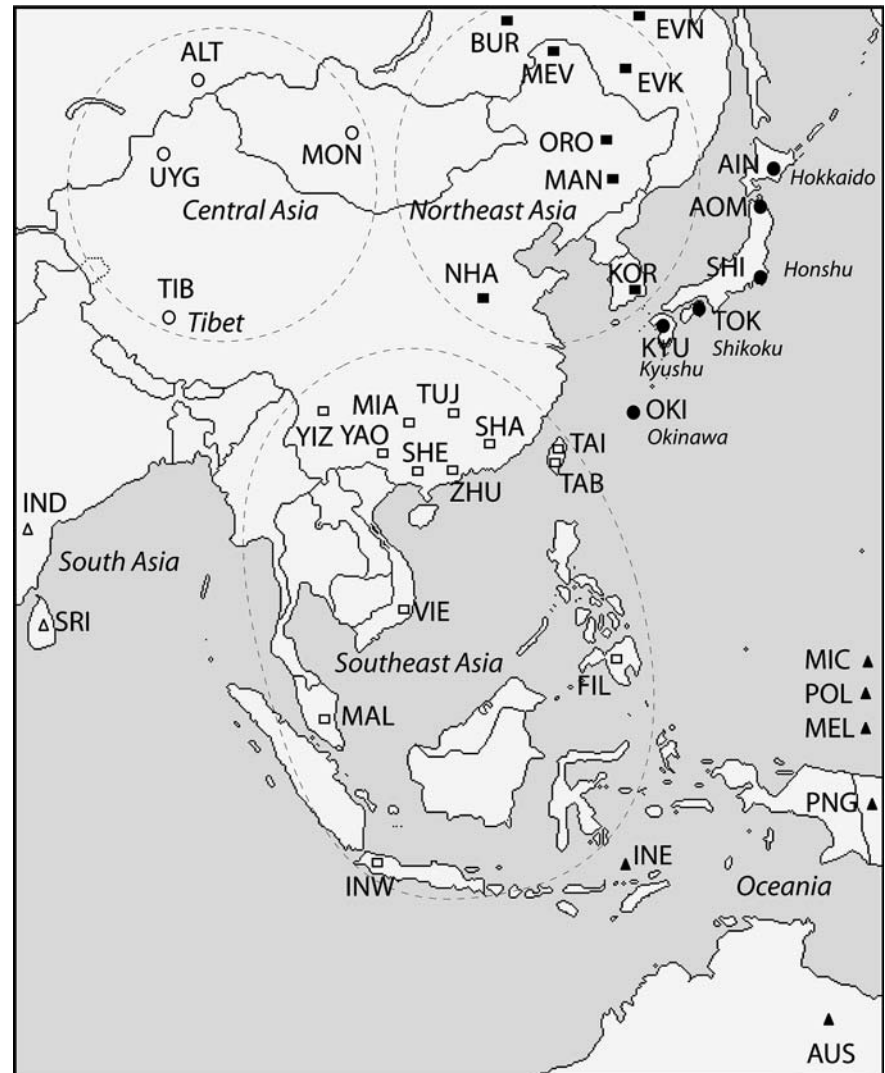 ALT
BUR
EVN
MEV
EVK
MON
UYG
ORO
MAN
AIN
Hokkaido
AOM
Central Asia
Northeast Asia
NHA
KOR
SHI
Honshu
TIB
Tibet
TOK
KYU
Shikoku
Kyushu
OKI
Okinawa
MIA
TUJ
YIZ
YAO
SHA
SHE
ZHU
TAI
TAB
IND
South Asia
SRI
VIE
Southeast Asia
FIL
MIC
POL
MEL
MAL
PNG
INW
INE
Oceania
AUS